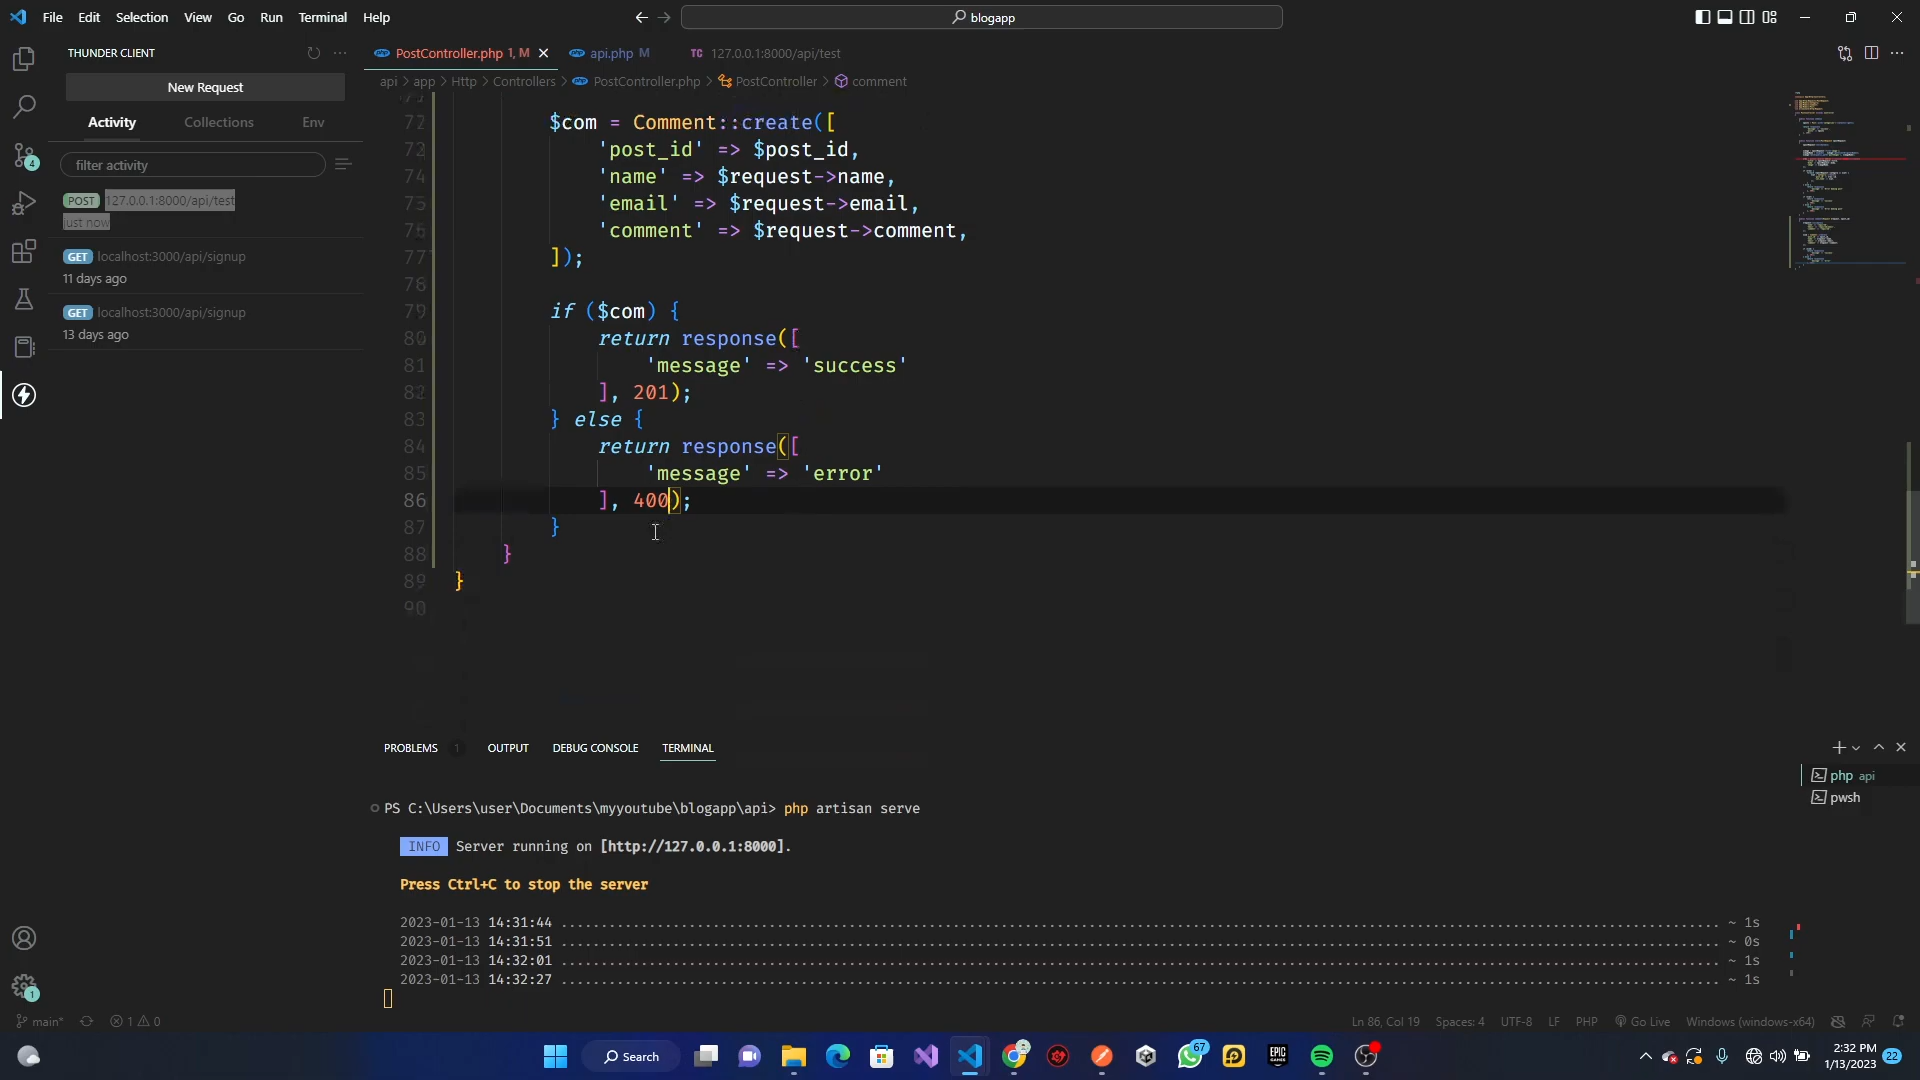 File Edit Selection View Go Run Terminal Help
blogapp
THUNDER CLIENT
New Request
Activity Collections Env
filter activity
POST 127.0.0.1:8000/api/test
just now
GET localhost:3000/api/signup
11 days ago
GET localhost:3000/api/signup
13 days ago
PostController.php 1, M
api.php M
TC 127.0.0.1:8000/api/test
api > app > Http > Controllers > PostController.php > PostController > comment
72 $com = Comment::create([
73 'post_id' => $post_id,
74 'name' => $request->name,
75 'email' => $request->email,
76 'comment' => $request->comment,
77 ]);
78
79 if ($com) {
80 return response([
81 'message' => 'success'
82 ], 201);
83 } else {
84 return response([
85 'message' => 'error'
86 ], 400);
87 }
88 }
89 }
90
PROBLEMS 1 OUTPUT DEBUG CONSOLE TERMINAL
php api
pwsh
PS C:\Users\user\Documents\myyoutube\blogapp\api> php artisan serve
INFO Server running on [http://127.0.0.1:8000].
Press Ctrl+C to stop the server
2023-01-13 14:31:44 ........ ~ 1s
2023-01-13 14:31:51 ........ ~ 0s
2023-01-13 14:32:01 ........ ~ 1s
2023-01-13 14:32:27 ........ ~ 1s
4
1
main* 1 0
Ln 86, Col 19 Spaces: 4 UTF-8 LF PHP Go Live Windows (windows-x64)
Search
67
EPIC GAMES
2:32 PM
1/13/2023
22